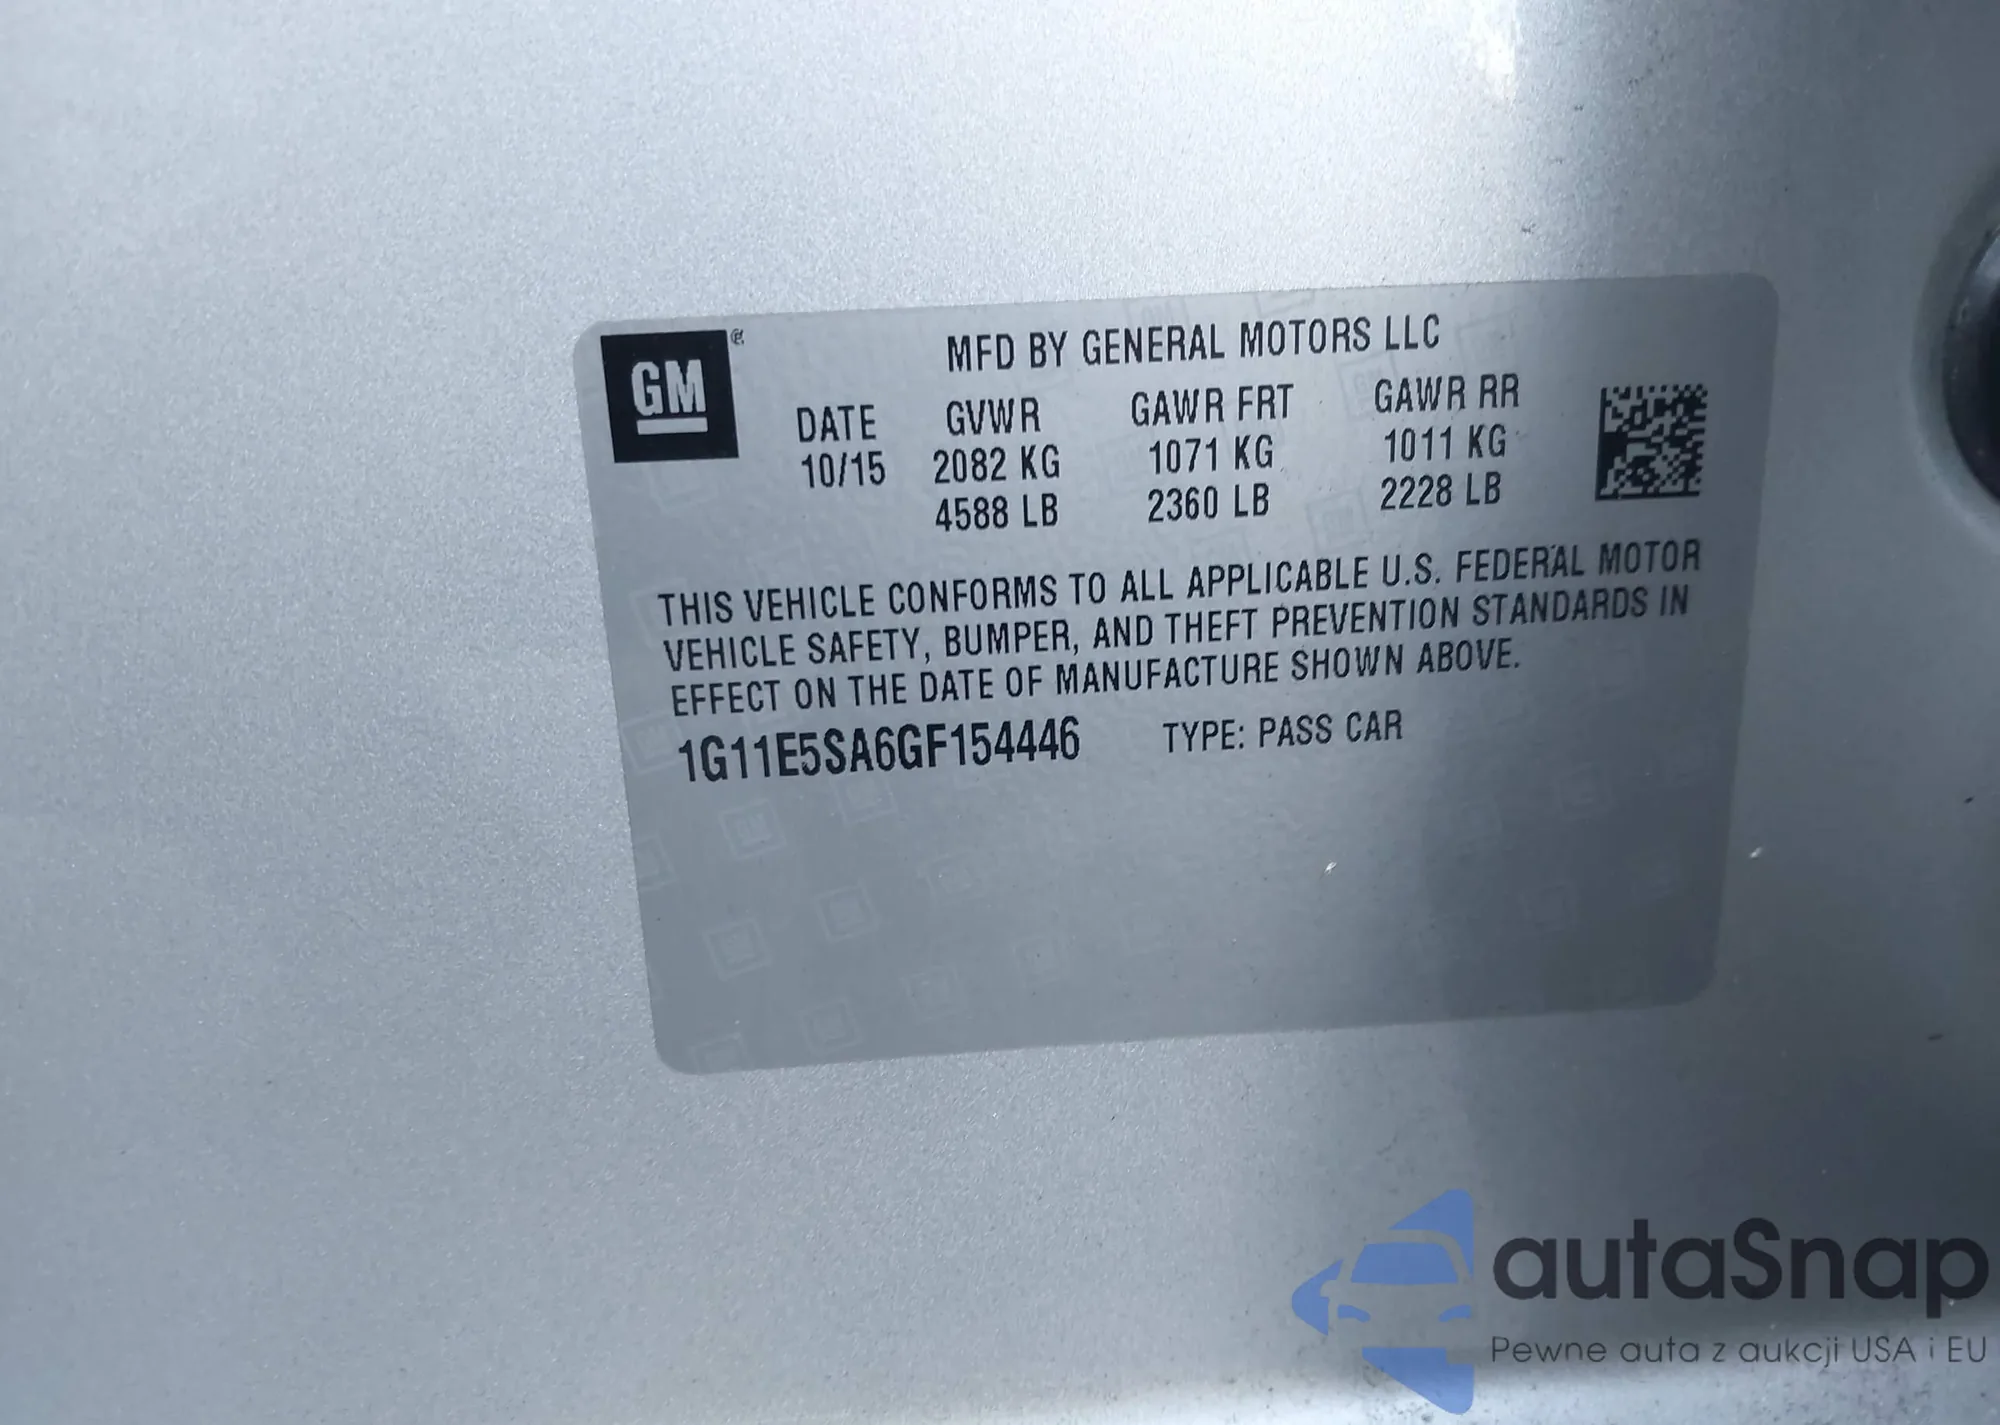 GM
MFD BY GENERAL MOTORS LLC
DATE GVWR GAWR FRT GAWR RR
10/15 2082 KG 1071 KG 1011 KG
4588 LB 2360 LB 2228 LB
THIS VEHICLE CONFORMS TO ALL APPLICABLE U.S. FEDERAL MOTOR
VEHICLE SAFETY, BUMPER, AND THEFT PREVENTION STANDARDS IN
EFFECT ON THE DATE OF MANUFACTURE SHOWN ABOVE.
1G11E5SA6GF154446 TYPE: PASS CAR
autaSnap
Pewne auta z aukcji USA i EU